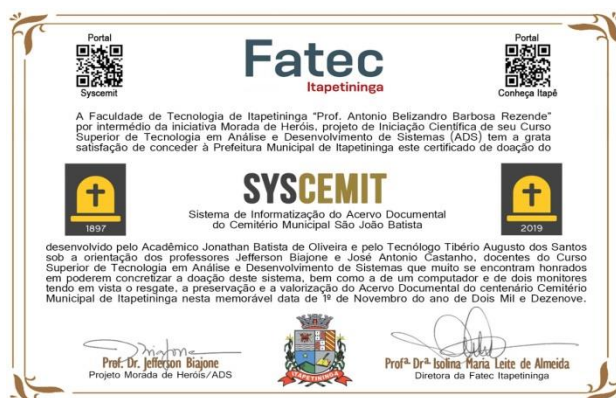 Portal
Syscemit
Fatec
Itapetininga
Portal
Conheça Itapê
A Faculdade de Tecnologia de Itapetininga "Prof. Antonio Belizandro Barbosa Rezende"
por intermédio da iniciativa Morada de Heróis, projeto de Iniciação Científica de seu Curso
Superior de Tecnologia em Análise e Desenvolvimento de Sistemas (ADS) tem a grata
satisfação de conceder à Prefeitura Municipal de Itapetininga este certificado de doação do
1897
SYSCEMIT
Sistema de Informatização do Acervo Documental
do Cemitério Municipal São João Batista
2019
desenvolvido pelo Acadêmico Jonathan Batista de Oliveira e pelo Tecnólogo Tibério Augusto dos Santos
sob a orientação dos professores Jefferson Biajone e José Antonio Castanho, docentes do Curso
Superior de Tecnologia em Análise e Desenvolvimento de Sistemas que muito se encontram honrados
em poderem concretizar a doação deste sistema, bem como a de um computador e de dois monitores
tendo em vista o resgate, a preservação e a valorização do Acervo Documental do centenário Cemitério
Municipal de Itapetininga nesta memorável data de 1º de Novembro do ano de Dois Mil e Dezenove.
Prof. Dr. Jefferson Biajone
Projeto Morada de Heróis/ADS
ITAPETININGA
Profª Drª Isolina Maria Leite de Almeida
Diretora da Fatec Itapetininga